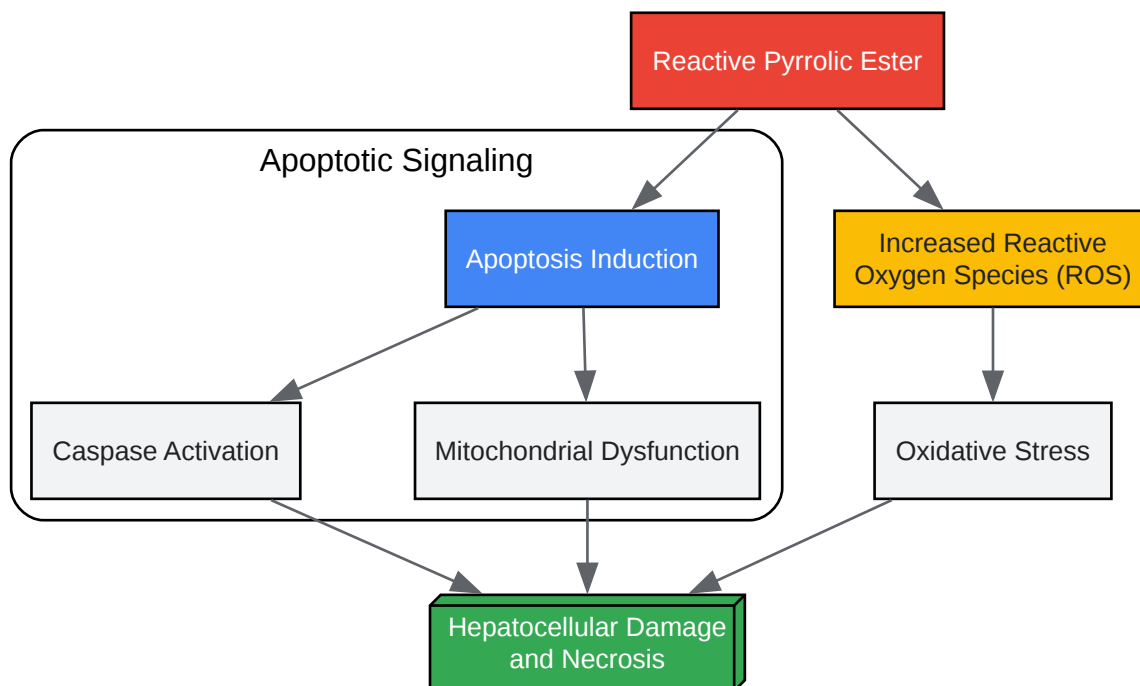 Reactive Pyrrolic Ester
Apoptotic Signaling
Apoptosis Induction
Increased Reactive
Oxygen Species (ROS)
Caspase Activation
Mitochondrial Dysfunction
Oxidative Stress
Hepatocellular Damage
and Necrosis